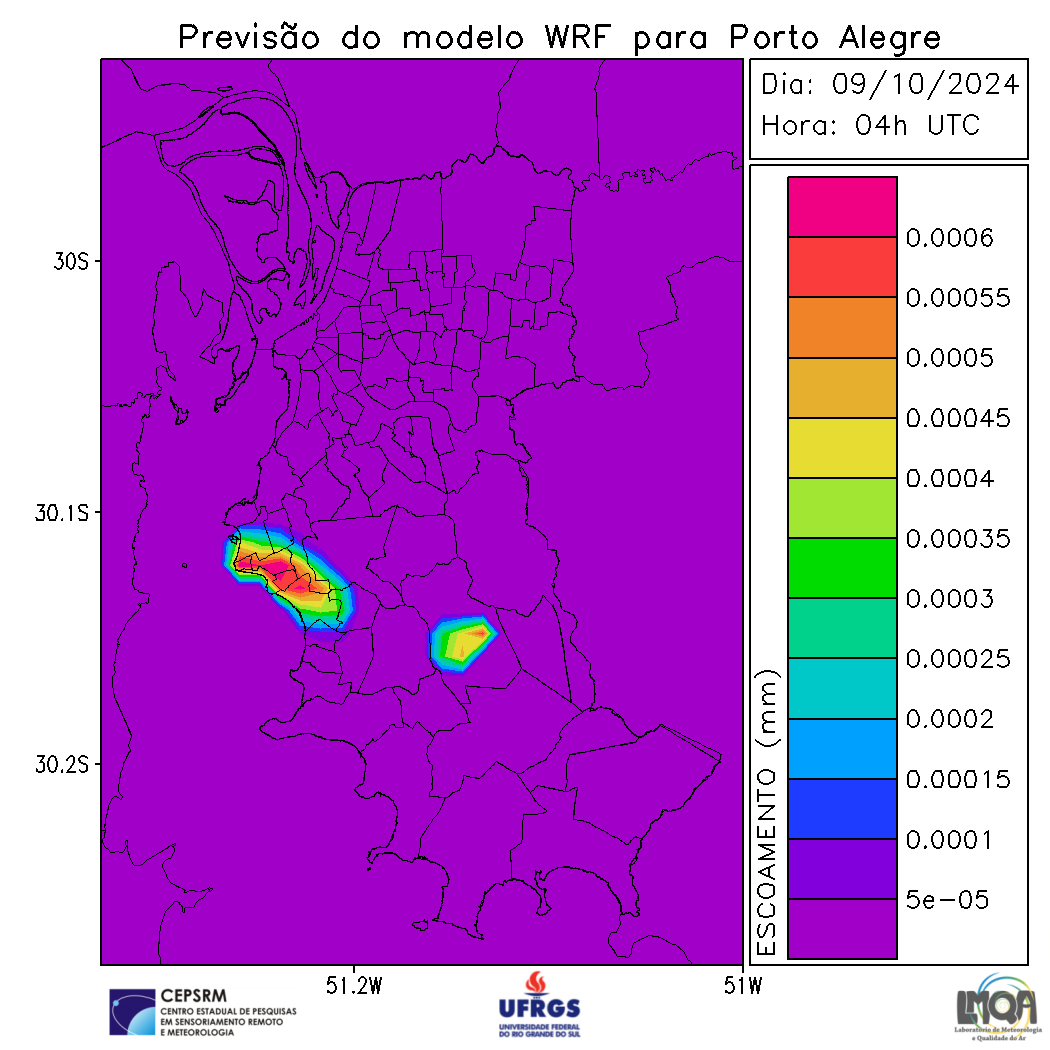 Previsão do modelo WRF para Porto Alegre
Dia: 09/10/2024
Hora: 04h UTC
30S
30.1S
30.2S
51.2W
51W
ESCOAMENTO (mm)
0.0006
0.00055
0.0005
0.00045
0.0004
0.00035
0.0003
0.00025
0.0002
0.00015
0.0001
5e-05
CEPSRM
CENTRO ESTADUAL DE PESQUISAS
EM SENSORIAMENTO REMOTO
E METEOROLOGIA
UFRGS
UNIVERSIDADE FEDERAL
DO RIO GRANDE DO SUL
LMQA
Laboratório de Meteorologia
e Qualidade do Ar